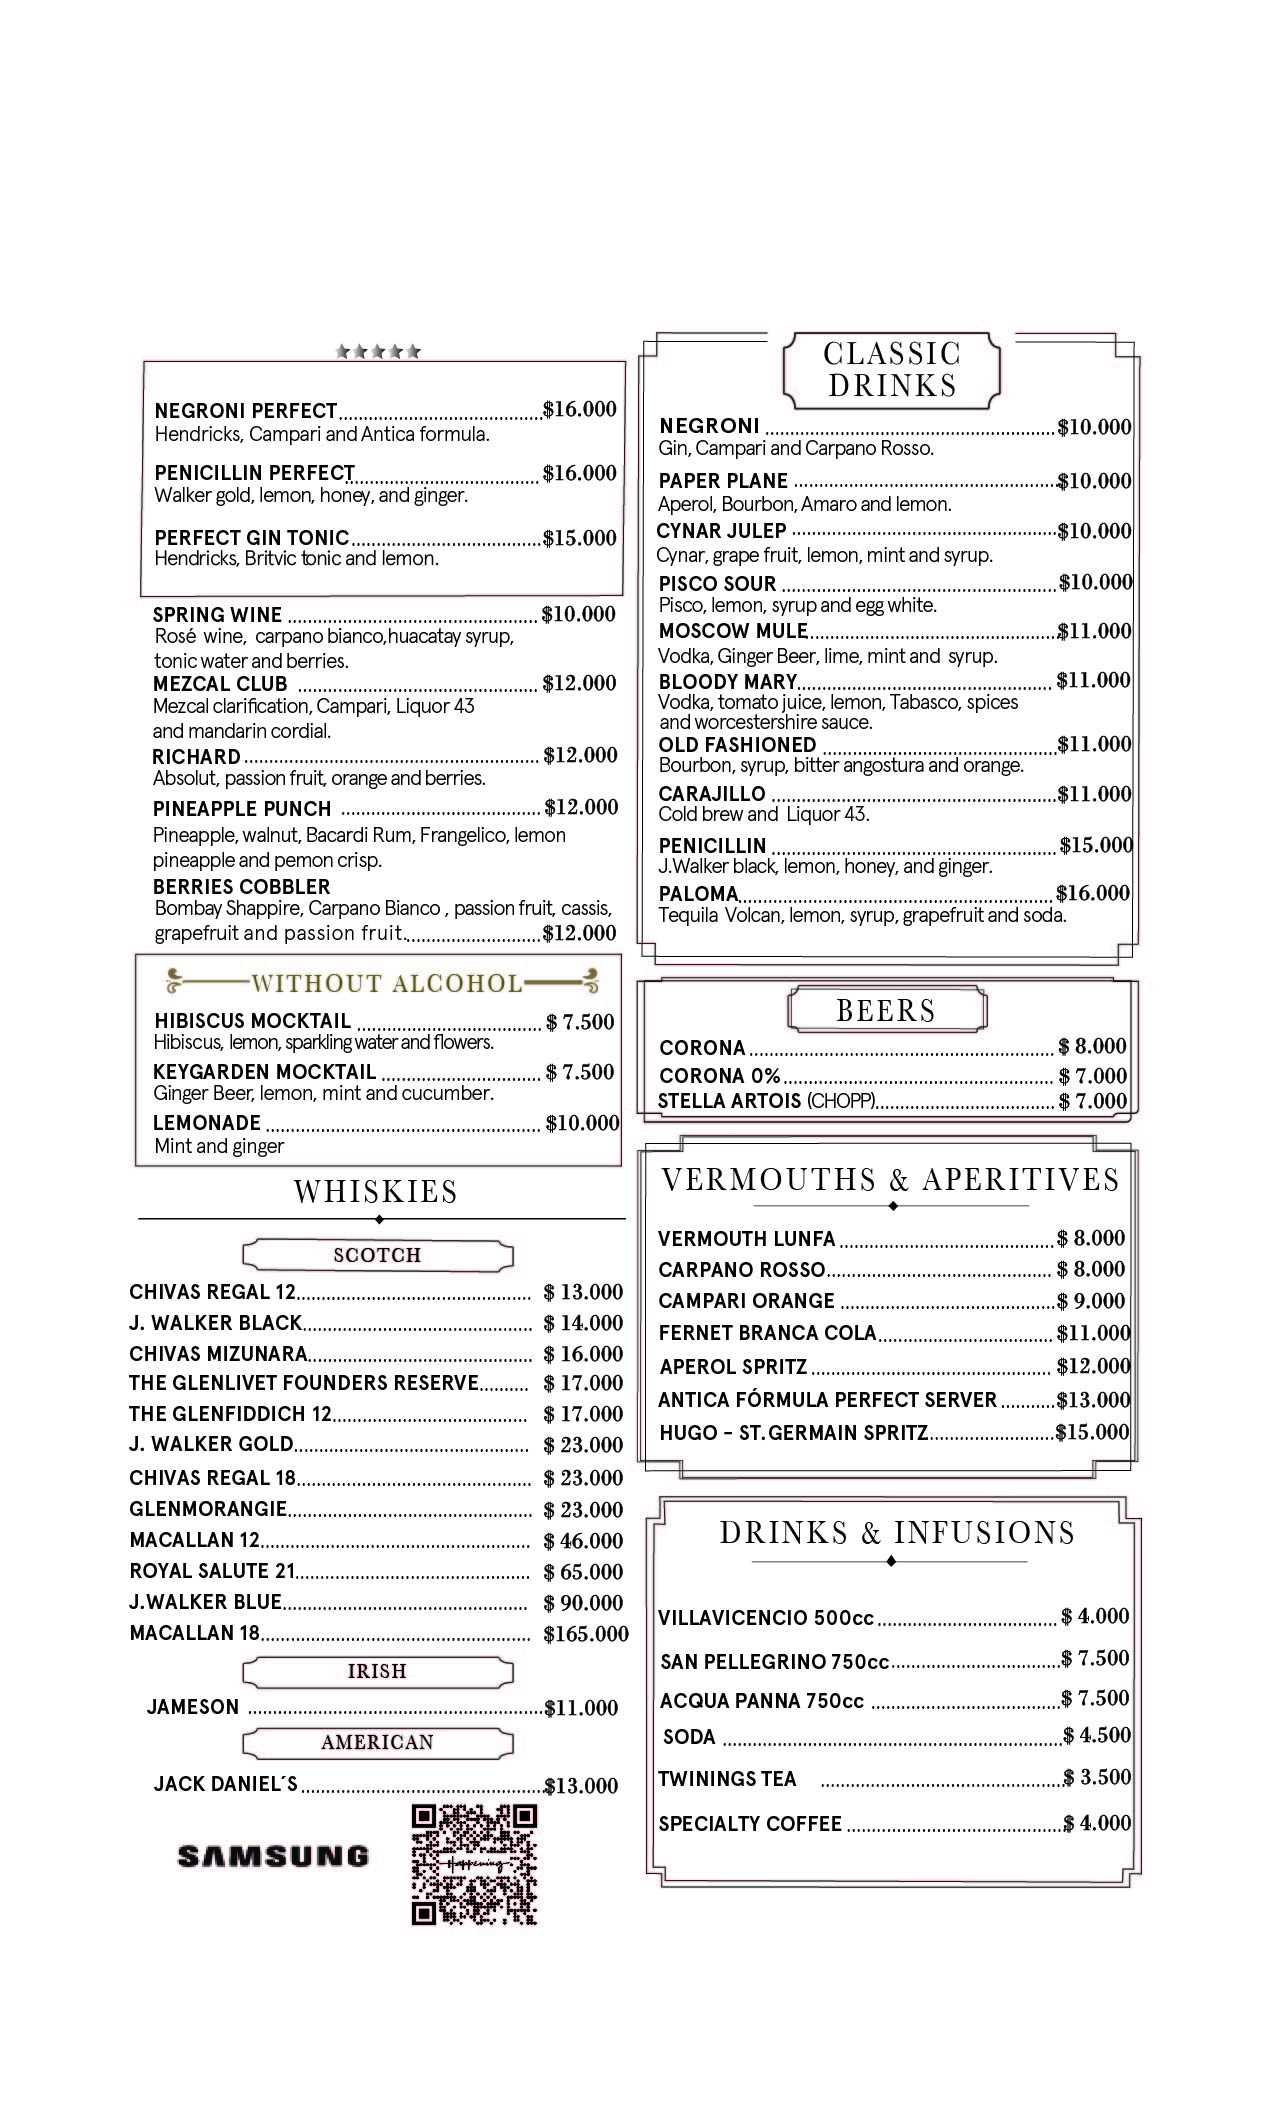 NEGRONI PERFECT........................................$16.000
Hendricks, Campari and Antica formula.
PENICILLIN PERFECT........................................$16.000
Walker gold, lemon, honey, and ginger.
PERFECT GIN TONIC........................................$15.000
Hendricks, Britvic tonic and lemon.
SPRING WINE ........................................$10.000
Rosé wine, carpano bianco,huacatay syrup,
tonic water and berries.
MEZCAL CLUB ........................................$12.000
Mezcal clarification, Campari, Liquor 43
and mandarin cordial.
RICHARD........................................$12.000
Absolut, passion fruit, orange and berries.
PINEAPPLE PUNCH ........................................$12.000
Pineapple, walnut, Bacardi Rum, Frangelico, lemon
pineapple and pemon crisp.
BERRIES COBBLER
Bombay Shappire, Carpano Bianco , passion fruit, cassis,
grapefruit and passion fruit........................................$12.000
WITHOUT ALCOHOL
HIBISCUS MOCKTAIL ........................................$ 7.500
Hibiscus, lemon, sparkling water and flowers.
KEYGARDEN MOCKTAIL ........................................$ 7.500
Ginger Beer, lemon, mint and cucumber.
LEMONADE ........................................$10.000
Mint and ginger
WHISKIES
SCOTCH
CHIVAS REGAL 12........................................$ 13.000
J. WALKER BLACK........................................$ 14.000
CHIVAS MIZUNARA........................................$ 16.000
THE GLENLIVET FOUNDERS RESERVE..........$ 17.000
THE GLENFIDDICH 12........................................$ 17.000
J. WALKER GOLD........................................$ 23.000
CHIVAS REGAL 18........................................$ 23.000
GLENMORANGIE........................................$ 23.000
MACALLAN 12........................................$ 46.000
ROYAL SALUTE 21........................................$ 65.000
J.WALKER BLUE........................................$ 90.000
MACALLAN 18........................................$165.000
IRISH
JAMESON ........................................$11.000
AMERICAN
JACK DANIEL´S........................................$13.000
SAMSUNG
Happening
CLASSIC
DRINKS
NEGRONI ........................................$10.000
Gin, Campari and Carpano Rosso.
PAPER PLANE ........................................$10.000
Aperol, Bourbon, Amaro and lemon.
CYNAR JULEP ........................................$10.000
Cynar, grape fruit, lemon, mint and syrup.
PISCO SOUR ........................................$10.000
Pisco, lemon, syrup and egg white.
MOSCOW MULE........................................$11.000
Vodka, Ginger Beer, lime, mint and syrup.
BLOODY MARY........................................$11.000
Vodka, tomato juice, lemon, Tabasco, spices
and worcestershire sauce.
OLD FASHIONED ........................................$11.000
Bourbon, syrup, bitter angostura and orange.
CARAJILLO ........................................$11.000
Cold brew and Liquor 43.
PENICILLIN ........................................$15.000
J.Walker black, lemon, honey, and ginger.
PALOMA........................................$16.000
Tequila Volcan, lemon, syrup, grapefruit and soda.
BEERS
CORONA ........................................$ 8.000
CORONA 0%........................................$ 7.000
STELLA ARTOIS (CHOPP)..............................$ 7.000
VERMOUTHS & APERITIVES
VERMOUTH LUNFA ........................................$ 8.000
CARPANO ROSSO........................................$ 8.000
CAMPARI ORANGE ........................................$ 9.000
FERNET BRANCA COLA..............................$11.000
APEROL SPRITZ ........................................$12.000
ANTICA FÓRMULA PERFECT SERVER ..........$13.000
HUGO - ST.GERMAIN SPRITZ....................$15.000
DRINKS & INFUSIONS
VILLAVICENCIO 500cc..............................$ 4.000
SAN PELLEGRINO 750cc..............................$ 7.500
ACQUA PANNA 750cc ..............................$ 7.500
SODA ........................................$ 4.500
TWININGS TEA ........................................$ 3.500
SPECIALTY COFFEE ........................................$ 4.000